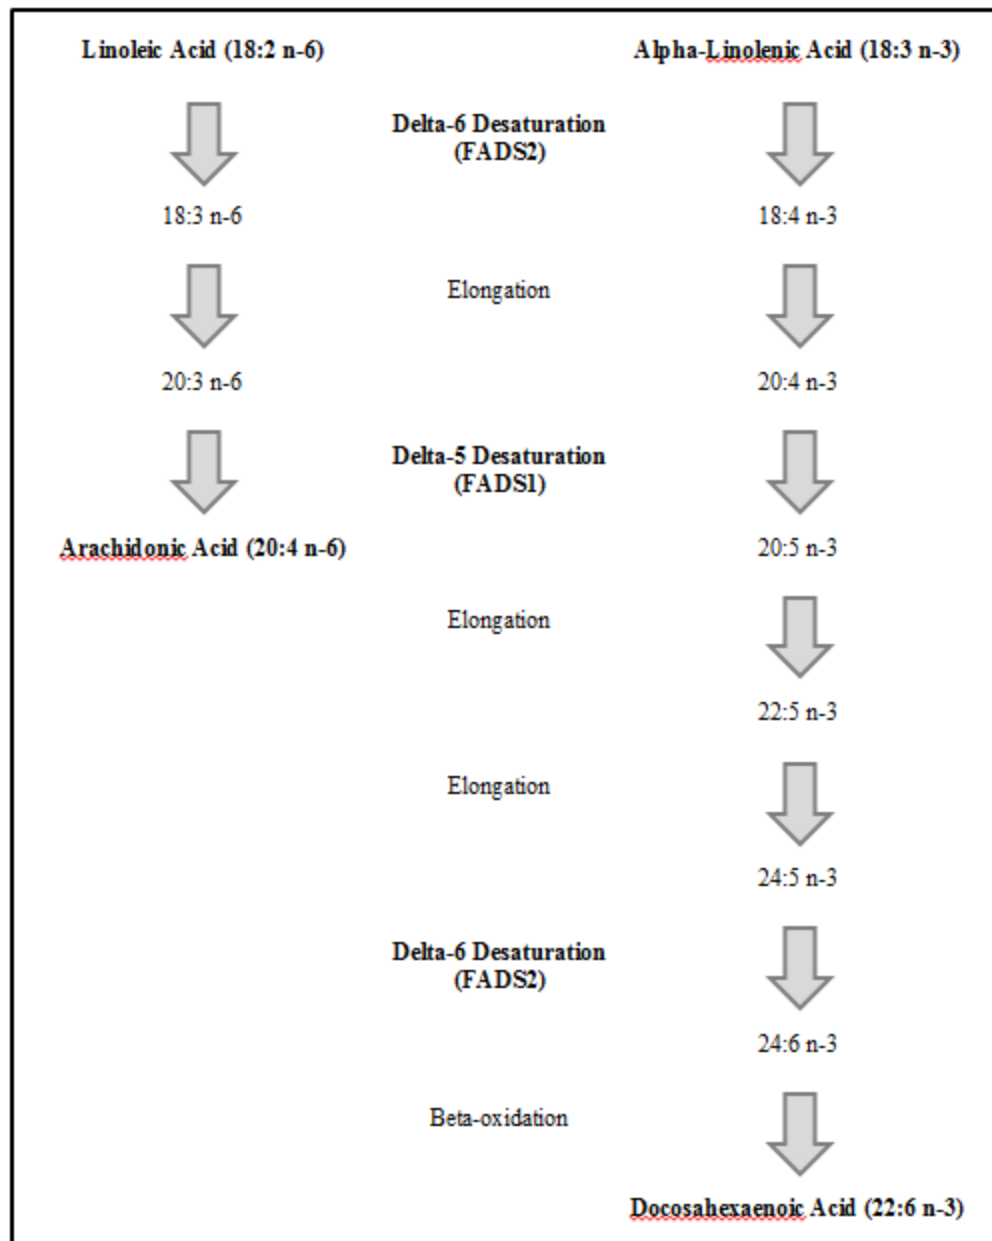 Linoleic Acid (18:2 n-6)
Alpha-Linolenic Acid (18:3 n-3)
Delta-6 Desaturation
(FADS2)
18:3 n-6
18:4 n-3
Elongation
20:3 n-6
20:4 n-3
Delta-5 Desaturation
(FADS1)
Arachidonic Acid (20:4 n-6)
20:5 n-3
Elongation
22:5 n-3
Elongation
24:5 n-3
Delta-6 Desaturation
(FADS2)
24:6 n-3
Beta-oxidation
Docosahexaenoic Acid (22:6 n-3)